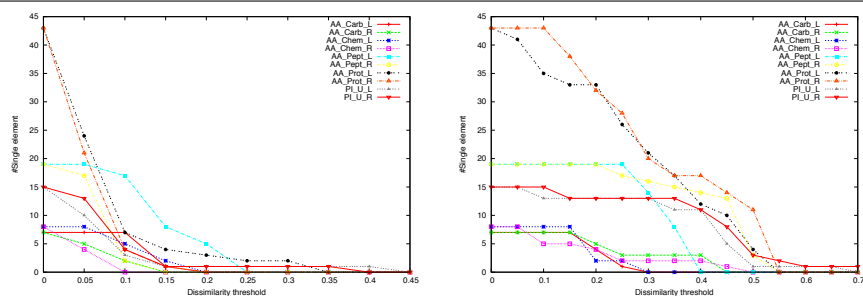 45
40
35
30
25
20
15
10
5
0
#Single element
0
0.05
0.1
0.15
0.2
0.25
0.3
0.35
0.4
0.45
Dissimilarity threshold
AA_Carb_L
AA_Carb_R
AA_Chem_L
AA_Chem_R
AA_Pept_L
AA_Pept_R
AA_Prot_L
AA_Prot_R
PI_U_L
PI_U_R
45
40
35
30
25
20
15
10
5
0
#Single element
0
0.1
0.2
0.3
0.4
0.5
0.6
0.7
Dissimilarity threshold
AA_Carb_L
AA_Carb_R
AA_Chem_L
AA_Chem_R
AA_Pept_L
AA_Pept_R
AA_Prot_L
AA_Prot_R
PI_U_L
PI_U_R